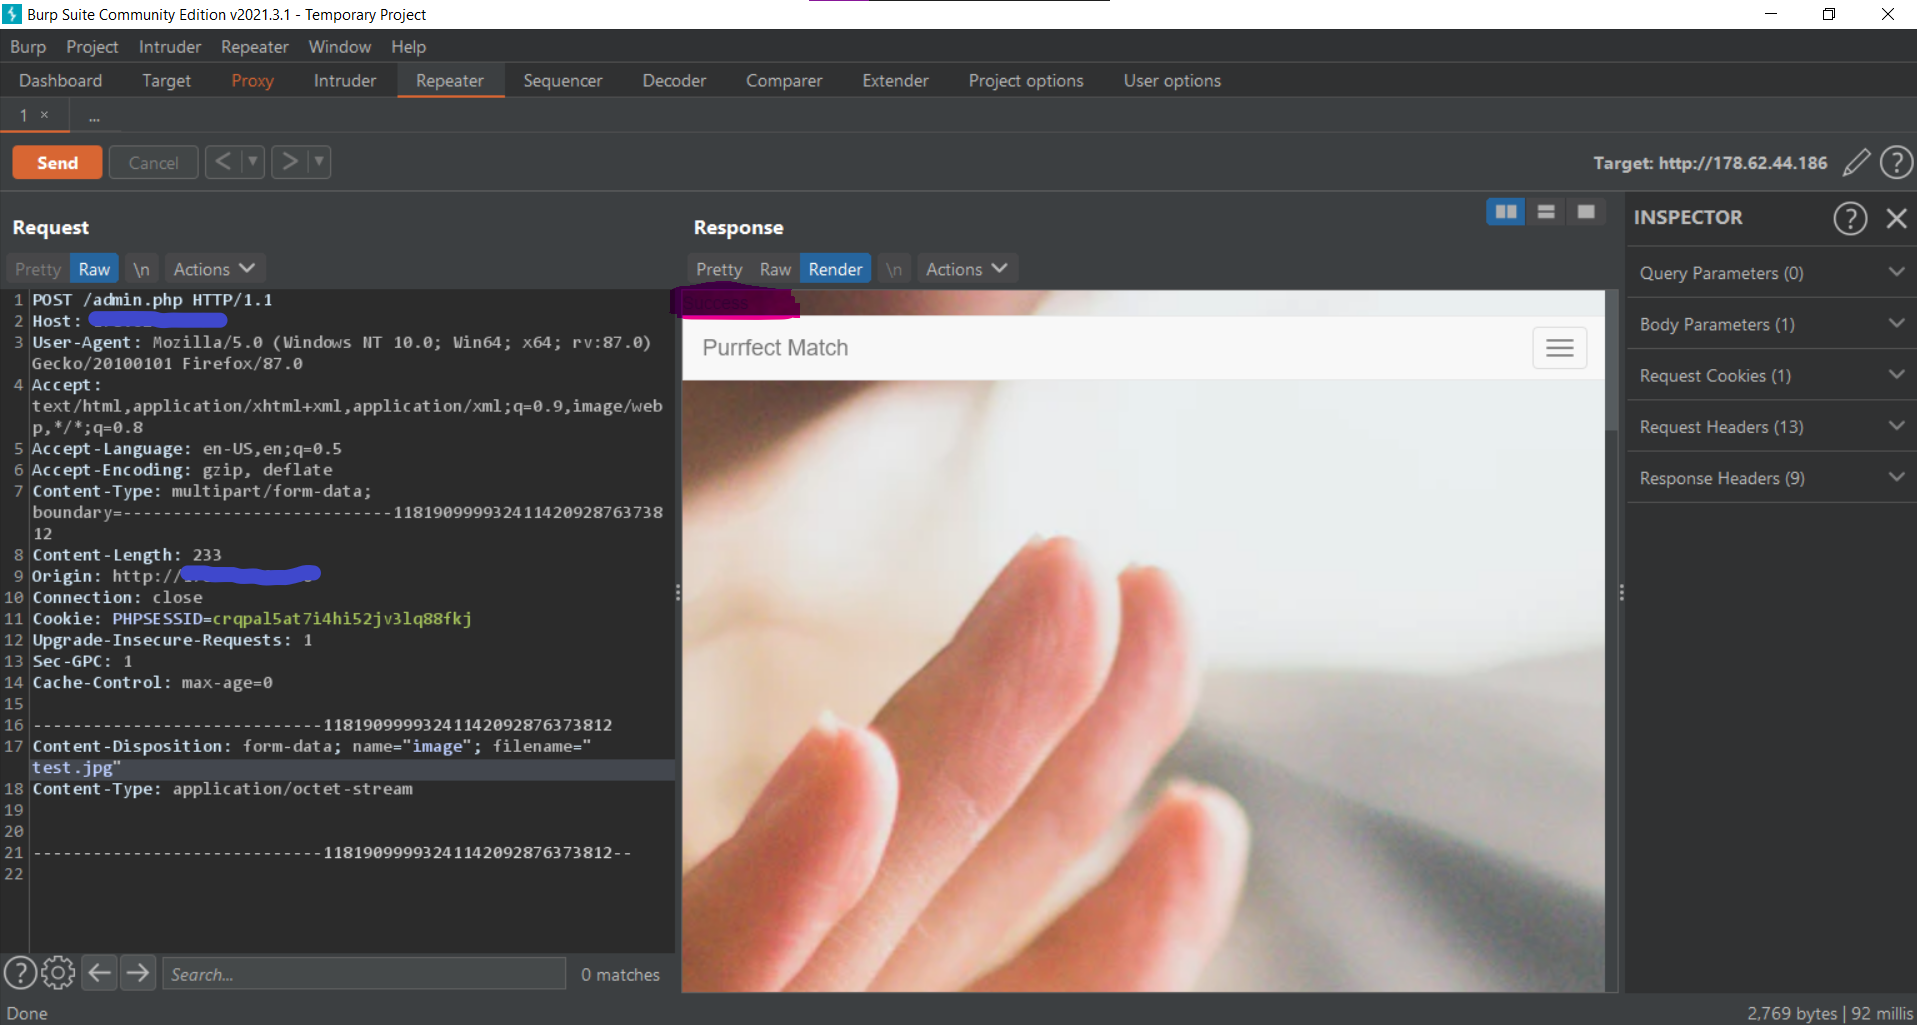 Burp Suite Community Edition v2021.3.1 - Temporary Project
Burp Project Intruder Repeater Window Help
Dashboard Target Proxy Intruder Repeater Sequencer Decoder Comparer Extender Project options User options
1 × ...
Send Cancel < > Target: http://178.62.44.186
Request
Pretty Raw \n Actions
1 POST /admin.php HTTP/1.1
2 Host:
3 User-Agent: Mozilla/5.0 (Windows NT 10.0; Win64; x64; rv:87.0)
Gecko/20100101 Firefox/87.0
4 Accept:
text/html,application/xhtml+xml,application/xml;q=0.9,image/web
p,*/*;q=0.8
5 Accept-Language: en-US,en;q=0.5
6 Accept-Encoding: gzip, deflate
7 Content-Type: multipart/form-data;
boundary=---------------------------118190999932411420928763738
12
8 Content-Length: 233
9 Origin: http://
10 Connection: close
11 Cookie: PHPSESSID=crqpal5at7i4hi52jv3lq88fkj
12 Upgrade-Insecure-Requests: 1
13 Sec-GPC: 1
14 Cache-Control: max-age=0
15
16 -----------------------------11819099993241142092876373812
17 Content-Disposition: form-data; name="image"; filename="
test.jpg"
18 Content-Type: application/octet-stream
19
20
21 -----------------------------11819099993241142092876373812--
22
Search... 0 matches
Response
Pretty Raw Render \n Actions
Purrfect Match
INSPECTOR
Query Parameters (0)
Body Parameters (1)
Request Cookies (1)
Request Headers (13)
Response Headers (9)
Done
2,769 bytes | 92 millis